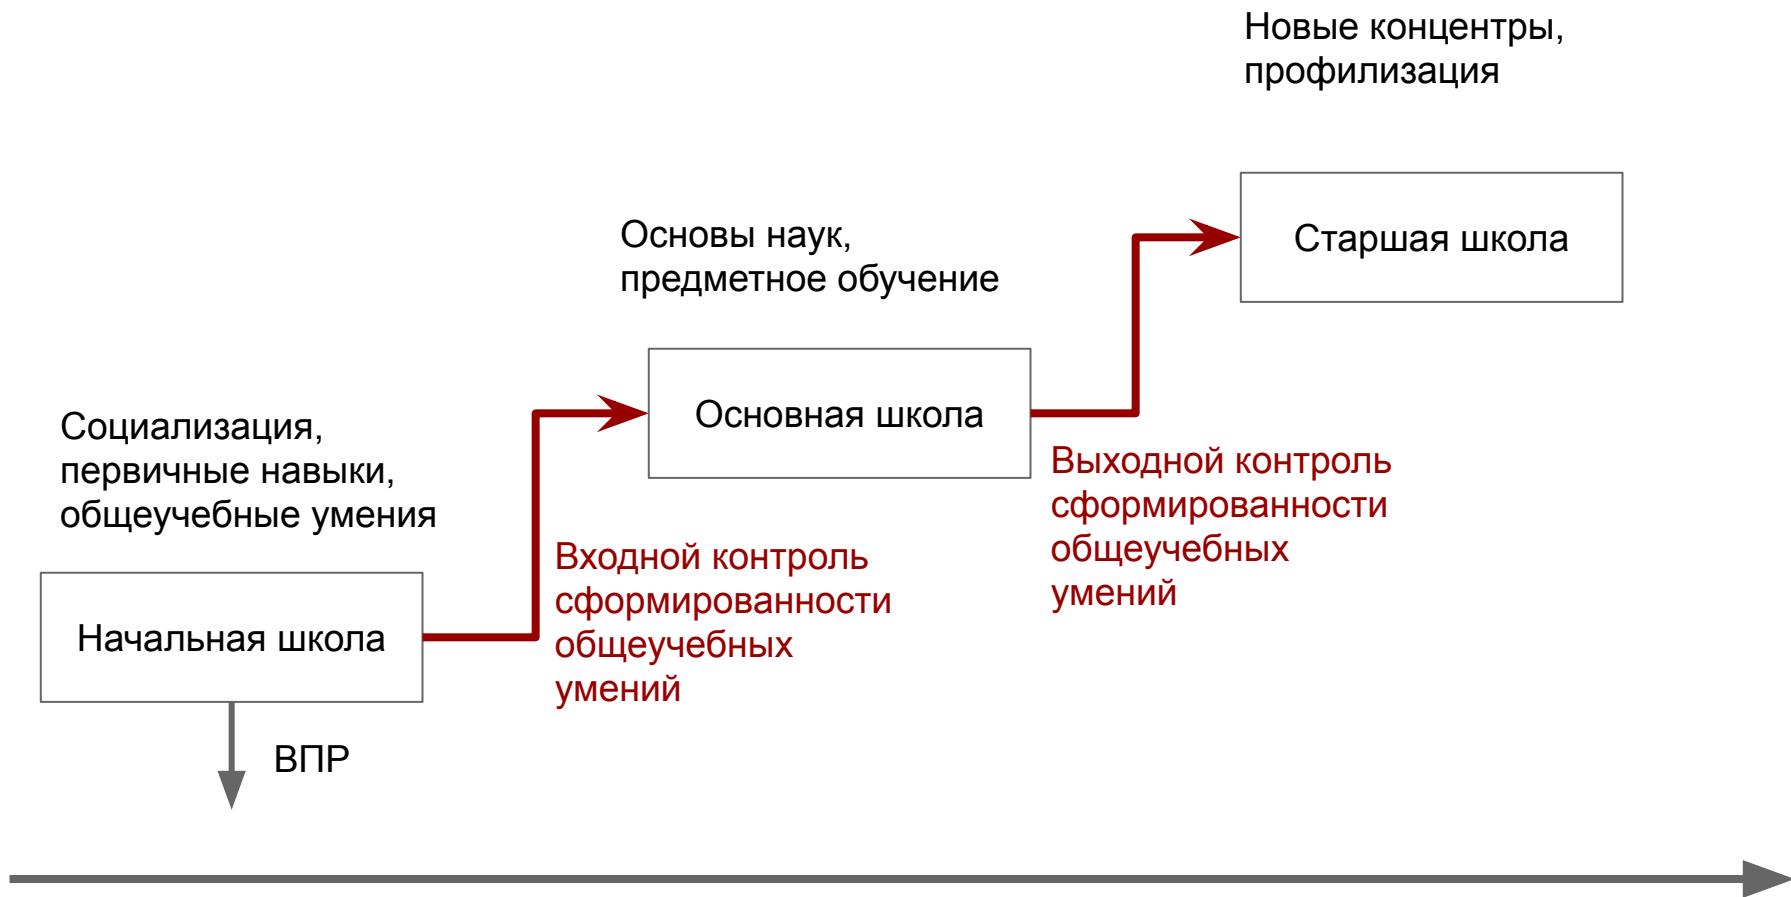 Новые концентры,
профилизация
Старшая школа
Основы наук,
предметное обучение
Основная школа
Выходной контроль
сформированности
общеучебных
умений
Социализация,
первичные навыки,
общеучебные умения
Начальная школа
Входной контроль
сформированности
общеучебных
умений
ВПР